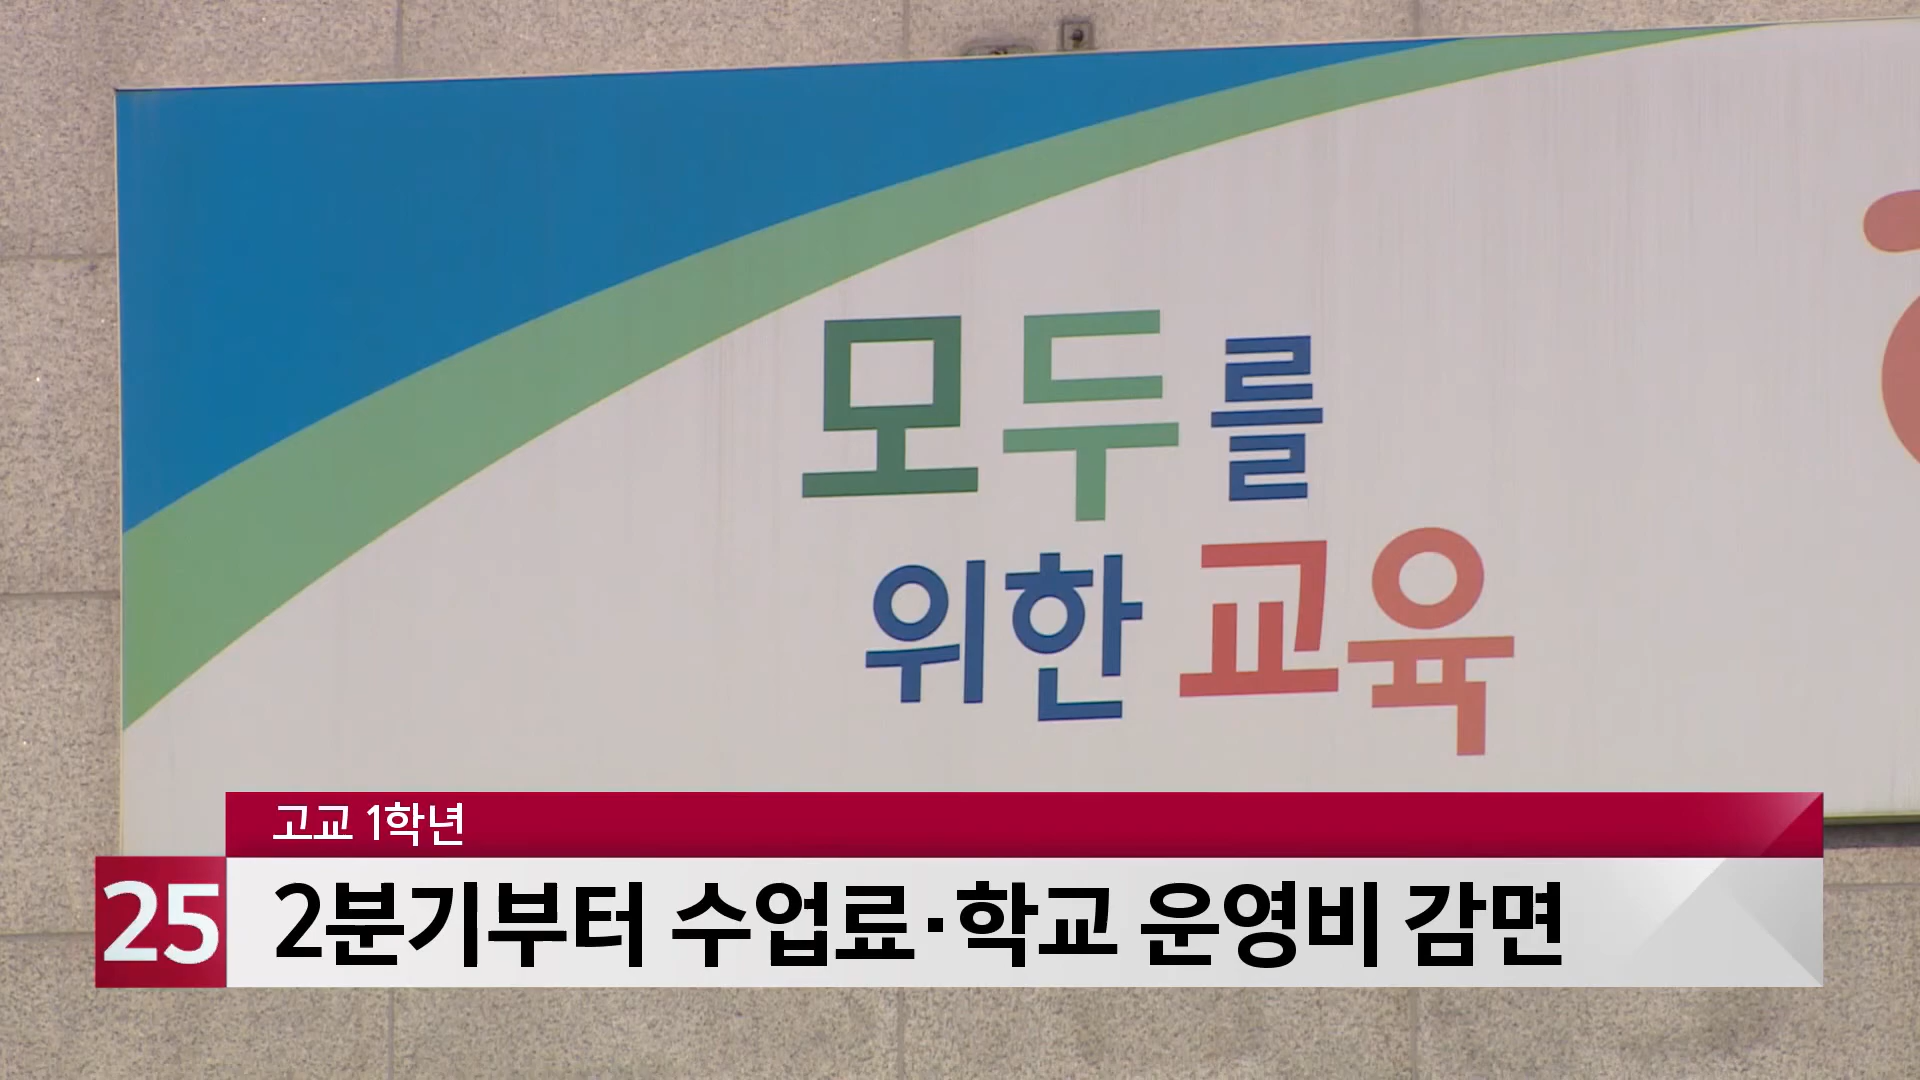 모두를
위한 교육
고교 1학년
25
2분기부터 수업료·학교 운영비 감면